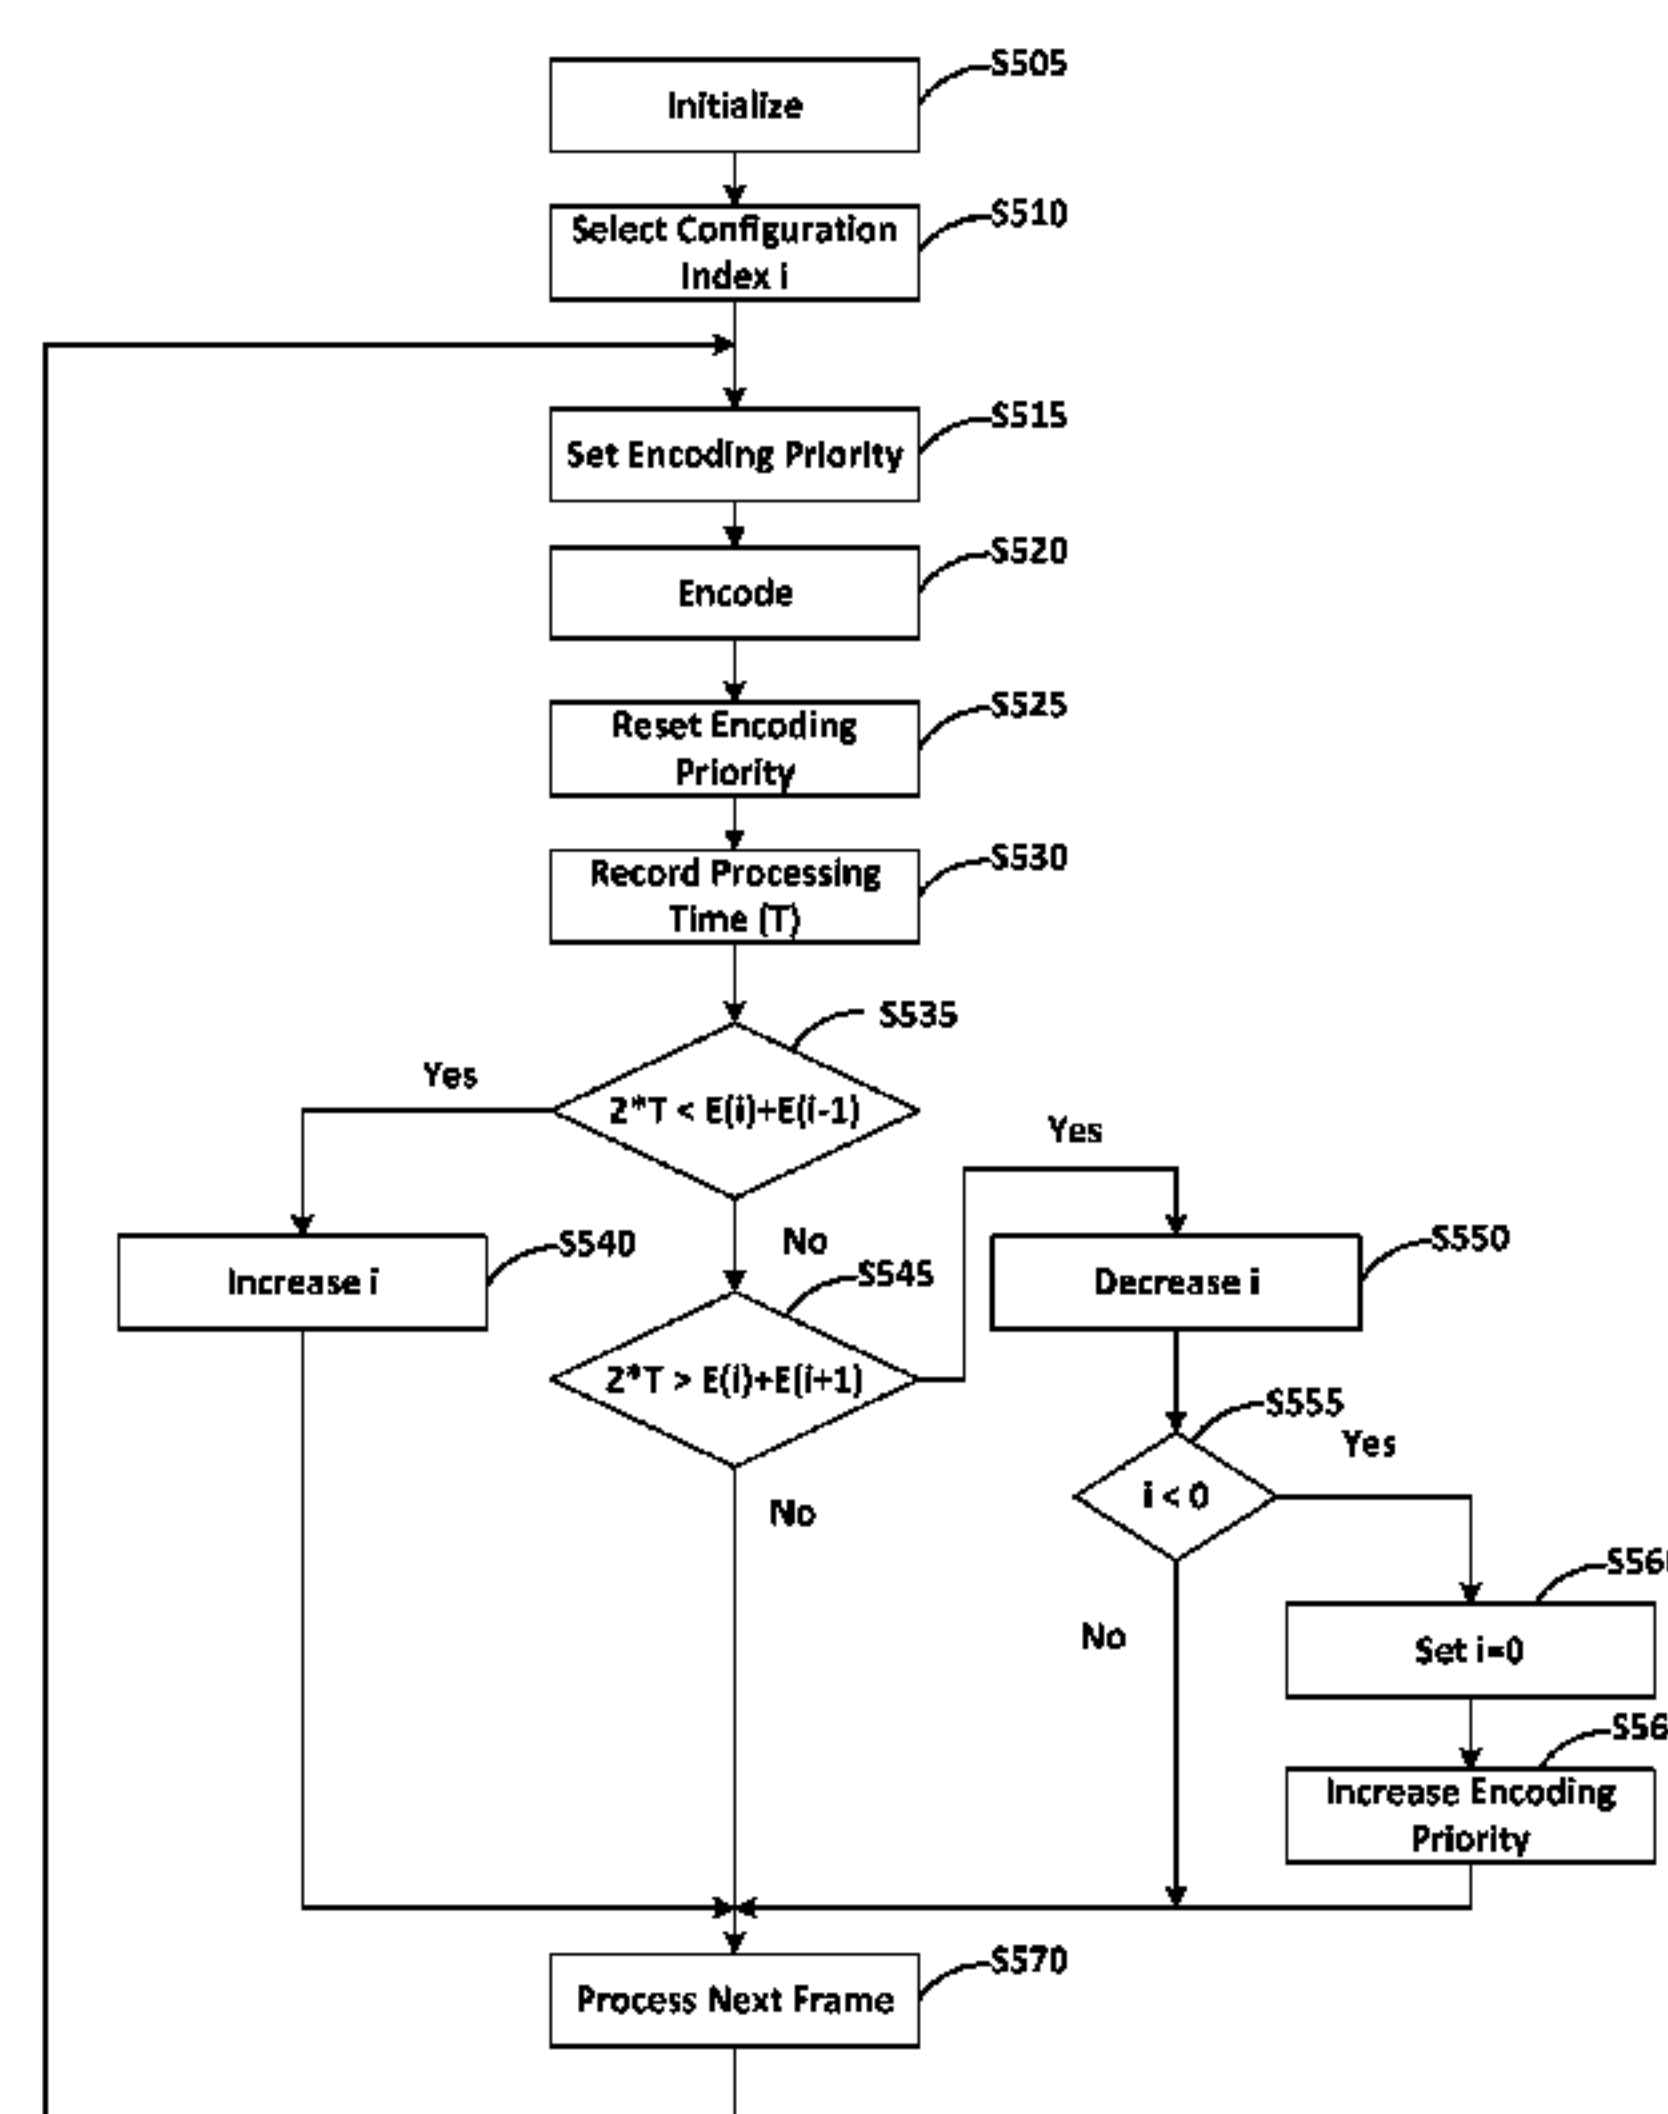 Initialize
S505
Select Configuration
Index i
S510
Set Encoding Priority
S515
Encode
S520
Reset Encoding
Priority
S525
Record Processing
Time (T)
S530
S535
2*T < E(i)+E(i-1)
Yes
No
Yes
Increase i
S540
S545
2*T > E(i)+E(i+1)
No
Decrease i
S550
S555
i < 0
Yes
No
Set i=0
Increase Encoding
Priority
Process Next Frame
S570